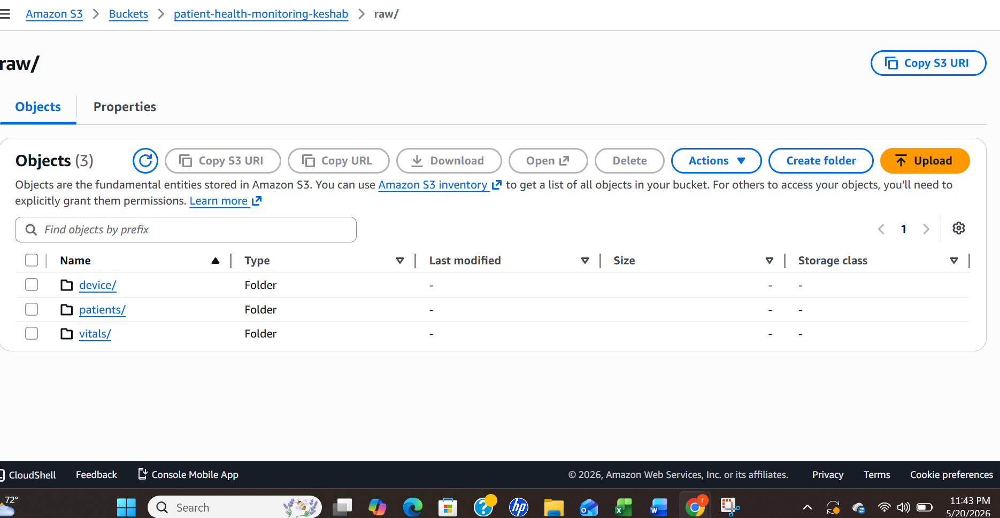 Amazon S3 > Buckets > patient-health-monitoring-keshab > raw/
raw/
Copy S3 URI
Objects
Properties
Objects (3)
Copy S3 URI
Copy URL
Download
Open
Delete
Actions
Create folder
Upload
Objects are the fundamental entities stored in Amazon S3. You can use Amazon S3 inventory to get a list of all objects in your bucket. For others to access your objects, you'll need to
explicitly grant them permissions. Learn more
Find objects by prefix
1
Name Type Last modified Size Storage class
device/ Folder - - -
patients/ Folder - - -
vitals/ Folder - - -
CloudShell Feedback Console Mobile App © 2026, Amazon Web Services, Inc. or its affiliates. Privacy Terms Cookie preferences
72°
Search
11:43 PM
5/20/2026